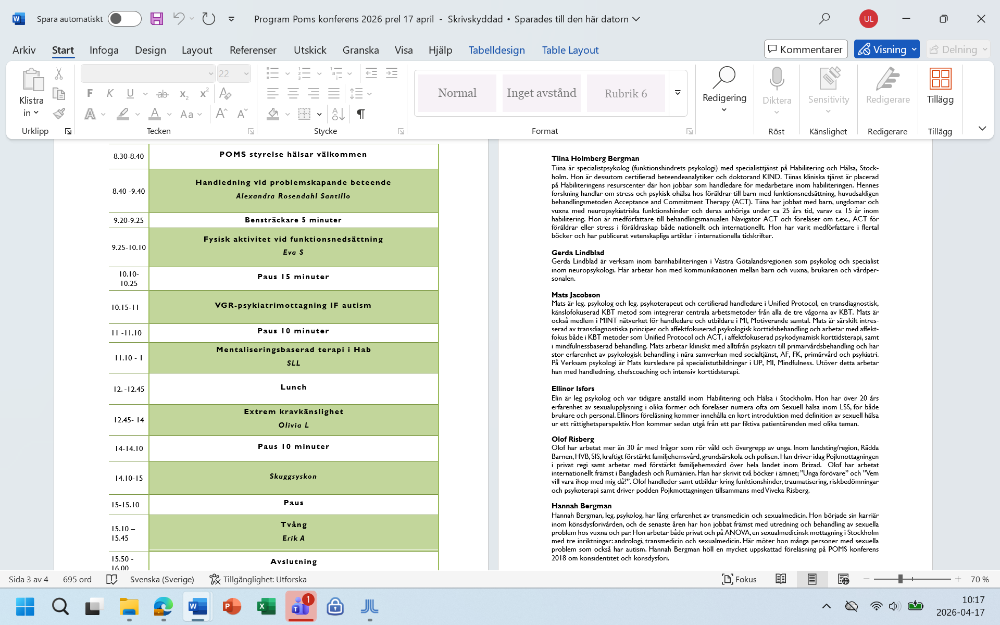 Spara automatiskt
Program Poms konferens 2026 prel 17 april - Skrivskyddad • Sparades till den här datorn
UL
Arkiv Start Infoga Design Layout Referenser Utskick Granska Visa Hjälp Tabelldesign Table Layout
Kommentarer Visning Delning
Klistra in
22
F K U ab x₂ x²
A A Aa A A
Normal
Inget avstånd
Rubrik 6
Redigering
Diktera
Sensitivity
Redigerare
Tillägg
Urklipp Tecken Stycke Format Röst Känslighet Redigerare Tillägg
8.30-8.40 POMS styrelse hälsar välkommen
8.40 -9.40 Handledning vid problemskapande beteende
Alexandra Rosendahl Santillo
9.20-9.25 Bensträckare 5 minuter
9.25-10.10 Fysisk aktivitet vid funktionsnedsättning
Eva S
10.10-
10.25
Paus 15 minuter
10.15-11 VGR-psykiatrimottagning IF autism
11 -11.10 Paus 10 minuter
11.10 - 1 Mentaliseringsbaserad terapi i Hab
SLL
12. -12.45 Lunch
12.45- 14 Extrem kravkänslighet
Olivia L
14-14.10 Paus 10 minuter
14.10-15 Skuggsyskon
15-15.10 Paus
15.10 –
15.45
Tvång
Erik A
15.50 -
16.00
Avslutning
Tiina Holmberg Bergman
Tiina är specialistpsykolog (funktionshindrets psykologi) med specialisttjänst på Habilitering och Hälsa, Stock-
holm. Hon är dessutom certifierad beteendeanalytiker och doktorand KIND. Tiinas kliniska tjänst är placerad
på Habiliteringens resurscenter där hon jobbar som handledare för medarbetare inom habiliteringen. Hennes
forskning handlar om stress och psykisk ohälsa hos föräldrar till barn med funktionsnedsättning, huvudsakligen
behandlingsmetoden Acceptance and Commitment Therapy (ACT). Tiina har jobbat med barn, ungdomar och
vuxna med neuropsykiatriska funktionshinder och deras anhöriga under ca 25 års tid, varav ca 15 år inom
habilitering. Hon är medförfattare till behandlingsmanualen Navigator ACT och föreläser om t.ex., ACT för
föräldrar eller stress i föräldraskap både nationellt och internationellt. Hon har varit medförfattare i flertal
böcker och har publicerat vetenskapliga artiklar i internationella tidskrifter.
Gerda Lindblad
Gerda Lindblad är verksam inom barnhabiliteringen i Västra Götalandsregionen som psykolog och specialist
inom neuropsykologi. Här arbetar hon med kommunikationen mellan barn och vuxna, brukaren och vårdper-
sonalen.
Mats Jacobson
Mats är leg. psykolog och leg. psykoterapeut och certifierad handledare i Unified Protocol, en transdiagnostisk,
känslofokuserad KBT metod som integrerar centrala arbetsmetoder från alla de tre vågorna av KBT. Mats är
också medlem i MINT nätverket för handledare och utbildare i MI, Motiverande samtal. Mats är särskilt intres-
serad av transdiagnostiska principer och affektfokuserad psykologisk korttidsbehandling och arbetar med affekt-
fokus både i KBT metoder som Unified Protocol och ACT, i affektfokuserad psykodynamisk korttidsterapi, samt
i mindfulnessbaserad behandling. Mats arbetar kliniskt med alltifrån psykiatri till primärvårdsbehandling och har
stor erfarenhet av psykologisk behandling i nära samverkan med socialtjänst, AF, FK, primärvård och psykiatri.
På Verksam psykologi är Mats kursledare på specialistutbildningar i UP, MI, Mindfulness. Utöver detta arbetar
han med handledning, chefscoaching och intensiv korttidsterapi.
Ellinor Isfors
Elin är leg psykolog och var tidigare anställd inom Habilitering och Hälsa i Stockholm. Hon har över 20 års
erfarenhet av sexualupplysning i olika former och föreläser numera ofta om Sexuell hälsa inom LSS, för både
brukare och personal. Ellinors föreläsning kommer innehålla en kort introduktion med definition av sexuell hälsa
ur ett rättighetsperspektiv. Hon kommer sedan utgå från ett par fiktiva patientärenden med olika teman.
Olof Risberg
Olof har arbetat mer än 30 år med frågor som rör våld och övergrepp av unga. Inom landsting/region, Rädda
Barnen, HVB, SIS, kraftigt förstärkt familjehemsvård, grundsärskola och polisen. Han driver idag Pojkmottagningen
i privat regi samt arbetar med förstärkt familjehemsvård över hela landet inom Brizad. Olof har arbetat
internationellt främst i Bangladesh och Rumänien. Han har skrivit två böcker i ämnet; ”Unga förövare” och ”Vem
vill vara ihop med mig då?”. Olof handleder samt utbildar kring funktionshinder, traumatisering, riskbedömningar
och psykoterapi samt driver podden Pojkmottagningen tillsammans med Viveka Risberg.
Hannah Bergman
Hannah Bergman, leg. psykolog, har lång erfarenhet av transmedicin och sexualmedicin. Hon började sin karriär
inom könsdysforivården, och de senaste åren har hon jobbat främst med utredning och behandling av sexuella
problem hos vuxna och par. Hon arbetar både privat och på ANOVA, en sexualmedicinsk mottagning i Stockholm
med tre inriktningar: andrologi, transmedicin och sexualmedicin. Här möter hon många personer med sexuella
problem som också har autism. Hannah Bergman höll en mycket uppskattad föreläsning på POMS konferens
2018 om könsidentitet och könsdysfori.
Sida 3 av 4 695 ord Svenska (Sverige) Tillgänglighet: Utforska Fokus 70 %
1
10:17
2026-04-17